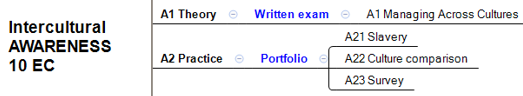 Intercultural
AWARENESS
10 EC
A1 Theory Written exam A1 Managing Across Cultures
A2 Practice Portfolio
A21 Slavery
A22 Culture comparison
A23 Survey